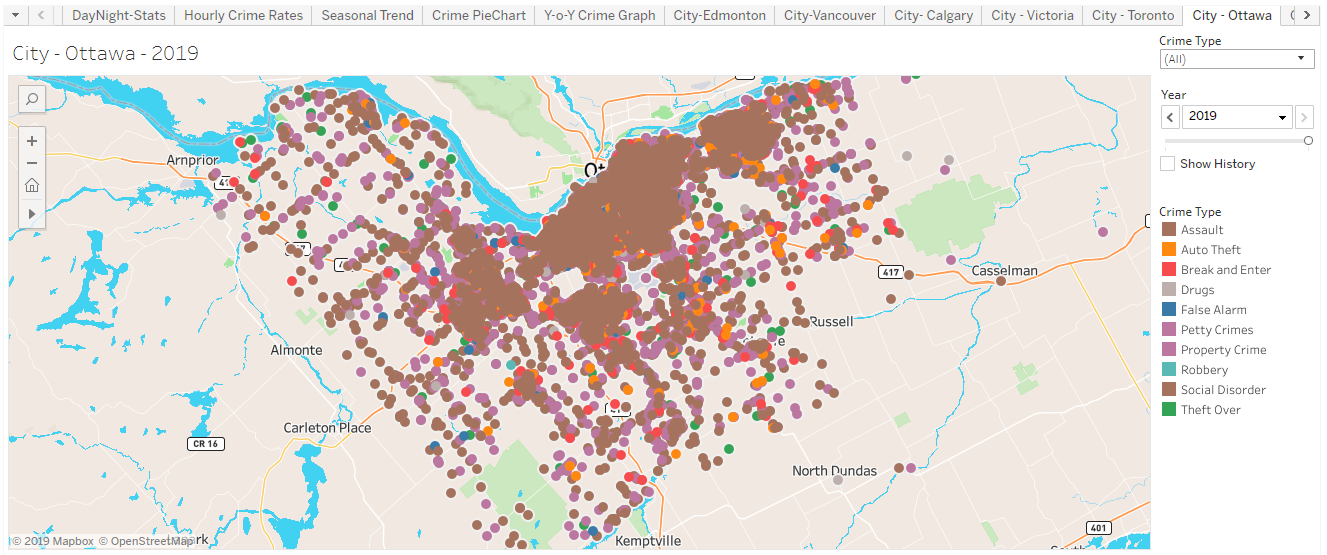 DayNight-Stats
Hourly Crime Rates
Seasonal Trend
Crime PieChart
Y-o-Y Crime Graph
City-Edmonton
City-Vancouver
City- Calgary
City - Victoria
City - Toronto
City - Ottawa
City - Ottawa - 2019
Crime Type
(All)
Year
2019
Show History
Crime Type
Assault
Auto Theft
Break and Enter
Drugs
False Alarm
Petty Crimes
Property Crime
Robbery
Social Disorder
Theft Over
Arnprior
417
Casselman
Russell
Almonte
Carleton Place
CR 16
North Dundas
401
Kemptville
© 2019 Mapbox © OpenStreetMap